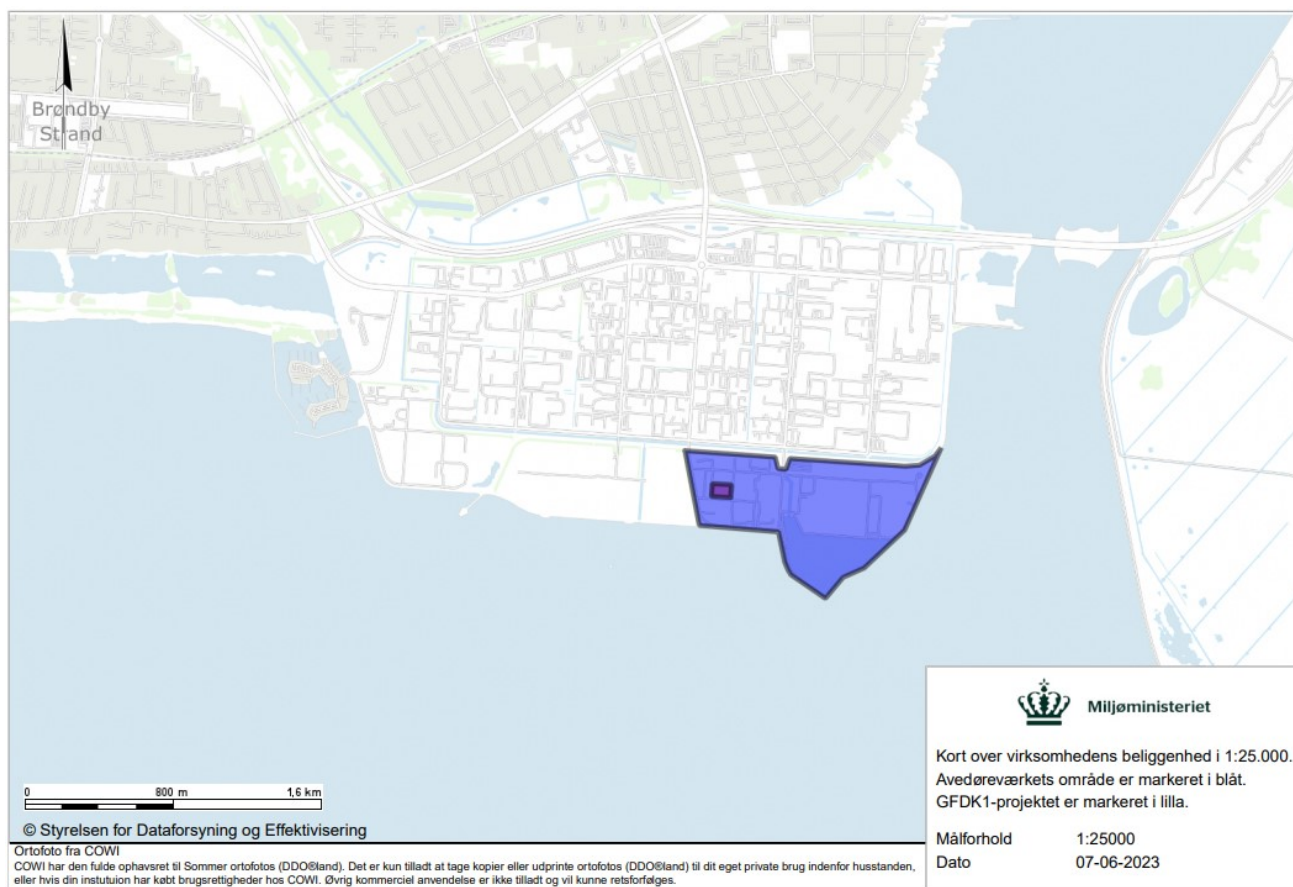 Brøndby
Strand
0 800 m 1,6 km
© Styrelsen for Dataforsyning og Effektivisering
Ortofoto fra COWI
COWI har den fulde ophavsret til Sommer ortofotos (DDO®land). Det er kun tilladt at tage kopier eller udprinte ortofotos (DDO®land) til dit eget private brug indenfor husstanden,
eller hvis din instutuion har købt brugsrettigheder hos COWI. Øvrig kommerciel anvendelse er ikke tilladt og vil kunne retsforfølges.
Miljøministeriet
Kort over virksomhedens beliggenhed i 1:25.000.
Avedøreværkets område er markeret i blåt.
GFDK1-projektet er markeret i lilla.
Målforhold 1:25000
Dato 07-06-2023